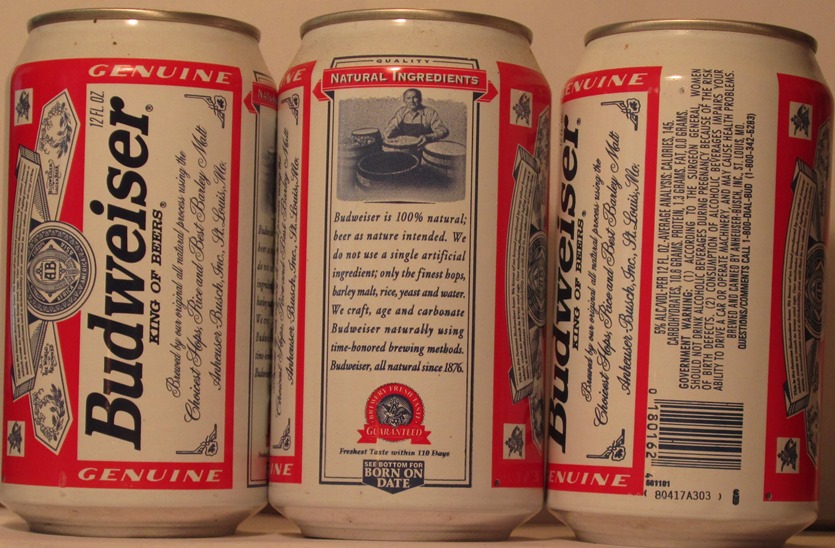 GENUINE
12 FL. OZ.
Budweiser®
KING OF BEERS®
Brewed by our original all natural process using the
Choicest Hops, Rice and Best Barley Malt
Anheuser-Busch, Inc., St. Louis, Mo.
GENUINE
QUALITY
NATURAL INGREDIENTS
Budweiser is 100% natural;
beer as nature intended. We
do not use a single artificial
ingredient; only the finest hops,
barley malt, rice, yeast and water.
We craft, age and carbonate
Budweiser naturally using
time-honored brewing methods.
Budweiser, all natural since 1876.
BREWERY FRESH TASTE
GUARANTEED
Freshest Taste within 110 Days
SEE BOTTOM FOR
BORN ON
DATE
GENUINE
Budweiser®
KING OF BEERS®
Brewed by our original all natural process using the
Choicest Hops, Rice and Best Barley Malt
Anheuser-Busch, Inc., St. Louis, Mo.
GENUINE
5% ALC/VOL-PER 12 FL. OZ.-AVERAGE ANALYSIS: CALORIES, 145.
CARBOHYDRATES, 10.6 GRAMS. PROTEIN, 1.3 GRAMS. FAT, 0.0 GRAMS.
GOVERNMENT WARNING: (1) ACCORDING TO THE SURGEON GENERAL, WOMEN
SHOULD NOT DRINK ALCOHOLIC BEVERAGES DURING PREGNANCY BECAUSE OF THE RISK
OF BIRTH DEFECTS. (2) CONSUMPTION OF ALCOHOLIC BEVERAGES IMPAIRS YOUR
ABILITY TO DRIVE A CAR OR OPERATE MACHINERY, AND MAY CAUSE HEALTH PROBLEMS.
BREWED AND CANNED BY ANHEUSER-BUSCH INC., ST. LOUIS, MO.
QUESTIONS/COMMENTS CALL 1-800-DIAL-BUD (1-800-342-5283)
0 180162 4
661101
( 80417A303 )